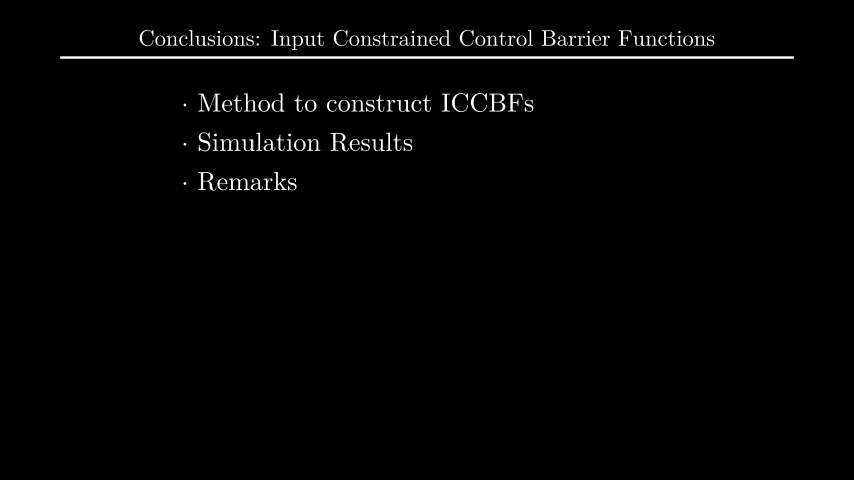 Conclusions: Input Constrained Control Barrier Functions
· Method to construct ICCBFs
· Simulation Results
· Remarks